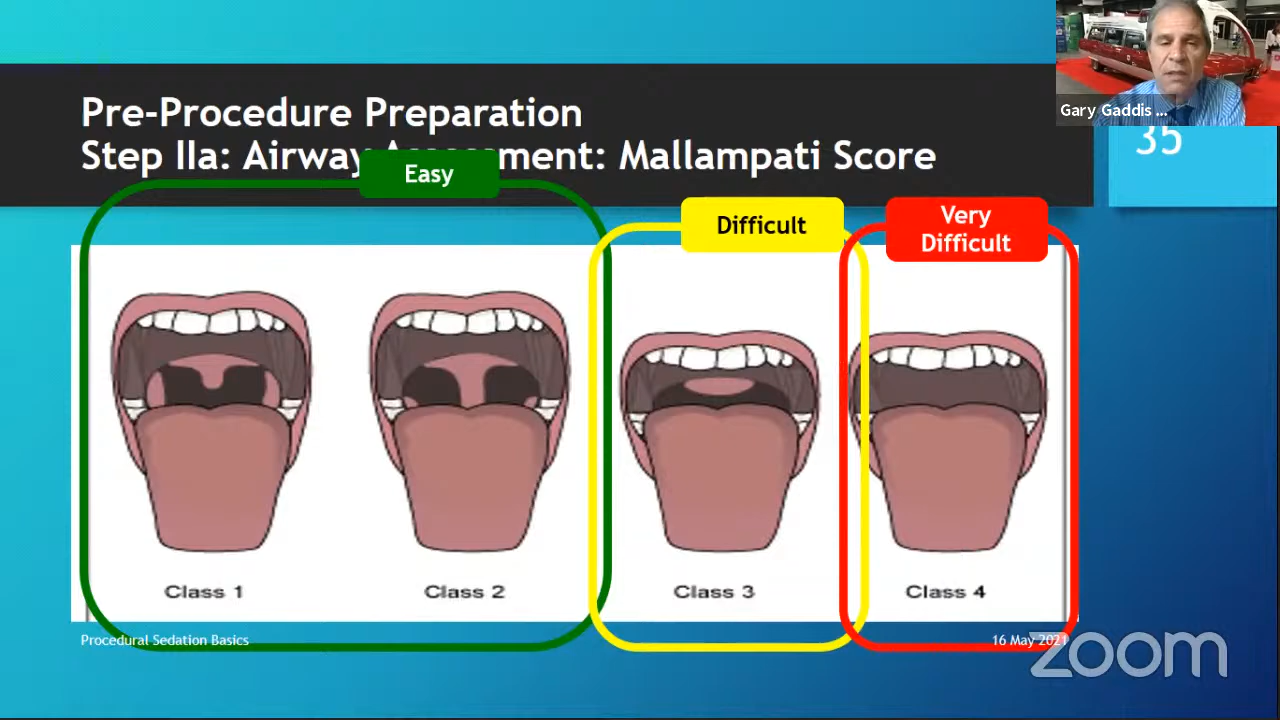 Pre-Procedure Preparation
Step IIa: Airway Assessment: Mallampati Score
35
Gary Gaddis ...
Easy
Difficult
Very
Difficult
Class 1
Class 2
Class 3
Class 4
Procedural Sedation Basics
16 May 2021
zoom